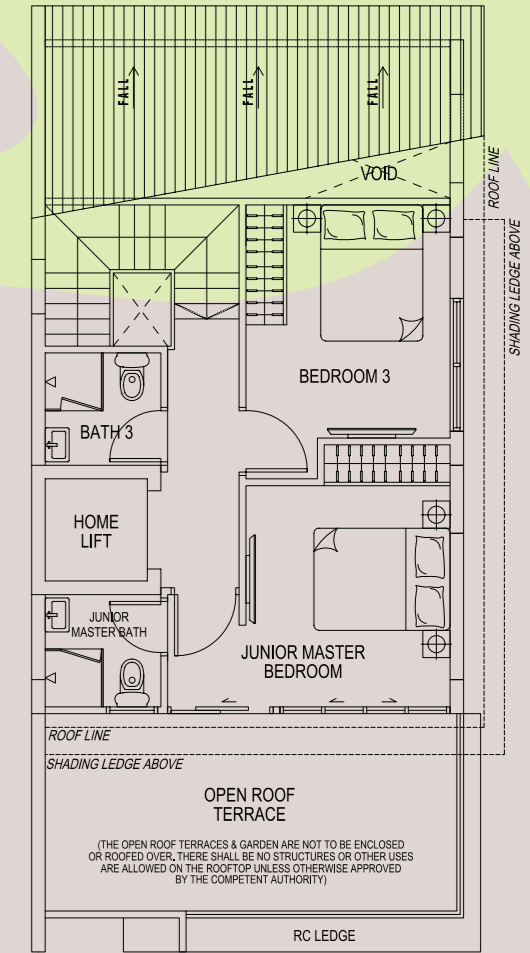 FALL
FALL
FALL
VOID
ROOF LINE
SHADING LEDGE ABOVE
BEDROOM 3
BATH 3
HOME
LIFT
JUNIOR
MASTER BATH
JUNIOR MASTER
BEDROOM
ROOF LINE
SHADING LEDGE ABOVE
OPEN ROOF
TERRACE
(THE OPEN ROOF TERRACES & GARDEN ARE NOT TO BE ENCLOSED
OR ROOFED OVER. THERE SHALL BE NO STRUCTURES OR OTHER USES
ARE ALLOWED ON THE ROOFTOP UNLESS OTHERWISE APPROVED
BY THE COMPETENT AUTHORITY)
RC LEDGE